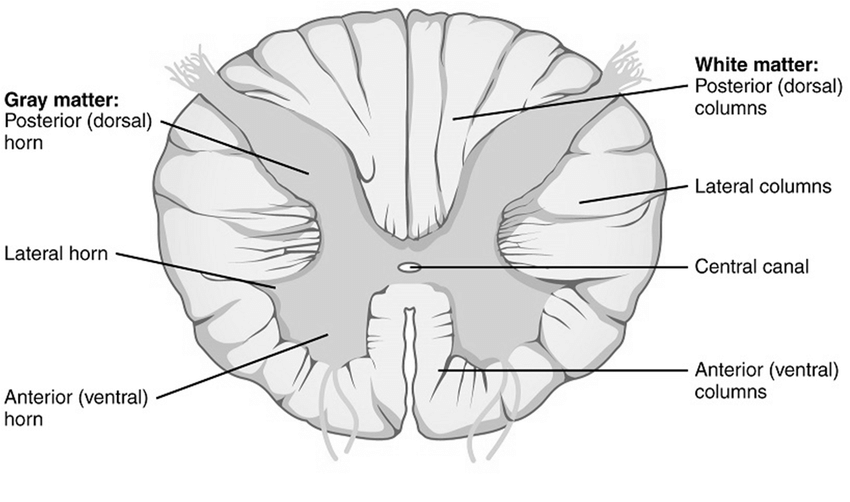 Gray matter:
Posterior (dorsal)
horn
Lateral horn
Anterior (ventral)
horn
White matter:
Posterior (dorsal)
columns
Lateral columns
Central canal
Anterior (ventral)
columns